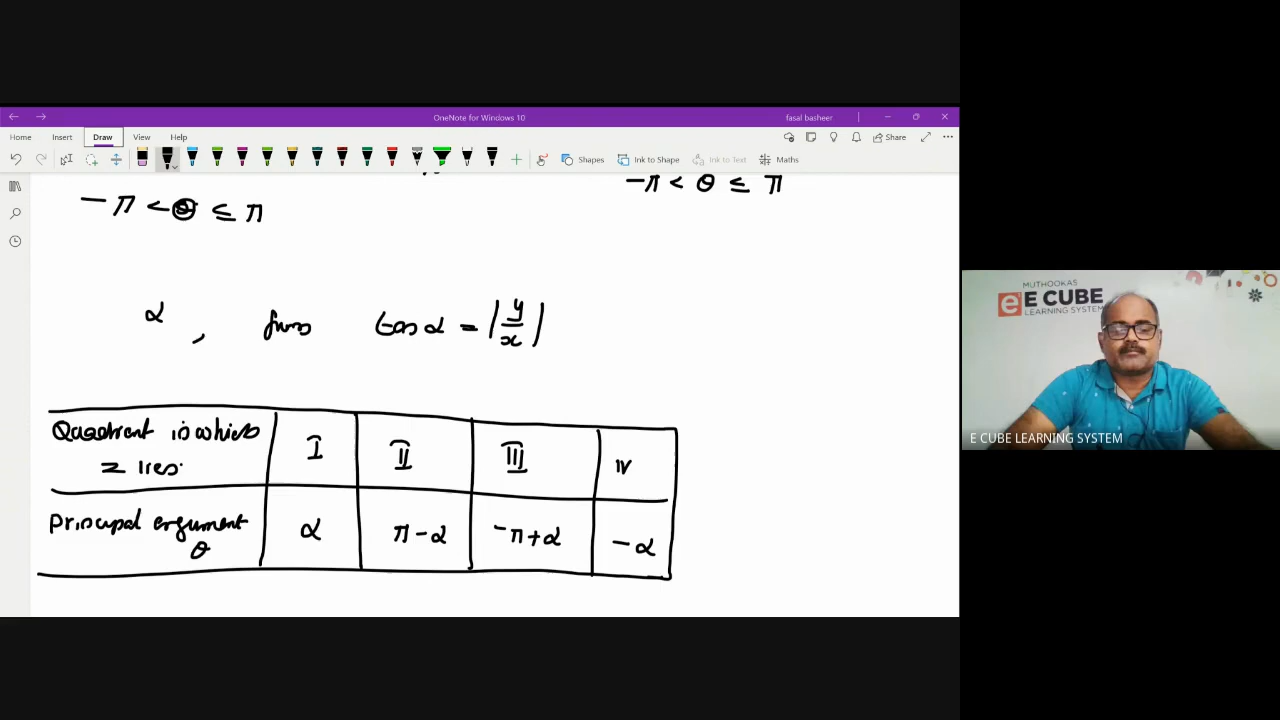 OneNote for Windows 10
fasal basheer
Home Insert Draw View Help
Share
Shapes Ink to Shape Ink to Text Maths
-π < θ ≤ π
-π < θ ≤ π
α , from tan α = |y/x|
Quadrant in which I II III IV
z lies
Principal argument α π-α -π+α -α
θ
MUTHOOKAS
e E CUBE
LEARNING SYSTEM
E CUBE LEARNING SYSTEM